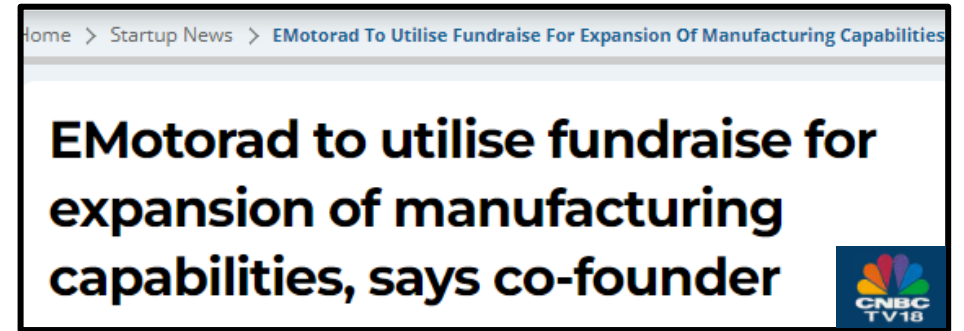 Home > Startup News > EMotorad To Utilise Fundraise For Expansion Of Manufacturing Capabilities
EMotorad to utilise fundraise for
expansion of manufacturing
capabilities, says co-founder
CNBC
TV18